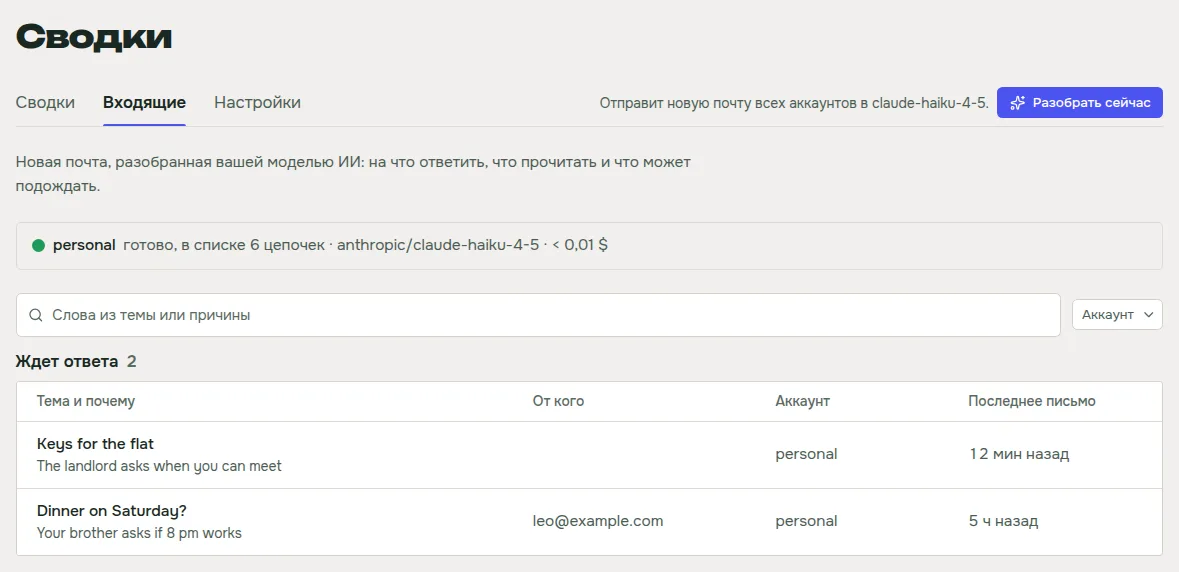 Сводки
Сводки Входящие Настройки Отправит новую почту всех аккаунтов в claude-haiku-4-5. Разобрать сейчас
Новая почта, разобранная вашей моделью ИИ: на что ответить, что прочитать и что может
подождать.
personal готово, в списке 6 цепочек · anthropic/claude-haiku-4-5 · < 0,01 $
Слова из темы или причины Аккаунт
Ждет ответа 2
Тема и почему От кого Аккаунт Последнее письмо
Keys for the flat
The landlord asks when you can meet
personal 12 мин назад
Dinner on Saturday?
Your brother asks if 8 pm works
leo@example.com personal 5 ч назад